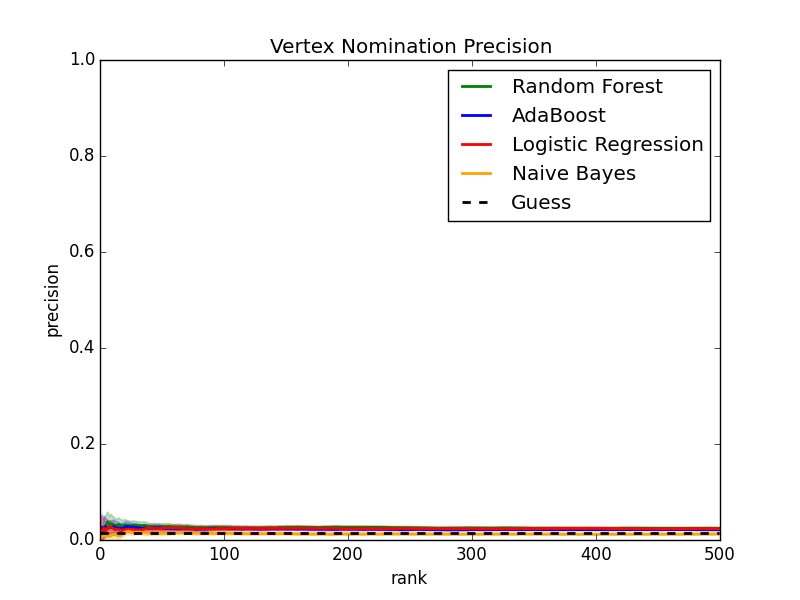 Vertex Nomination Precision
1.0
0.8
0.6
0.4
0.2
0.0
precision
Random Forest
AdaBoost
Logistic Regression
Naive Bayes
Guess
0 100 200 300 400 500
rank